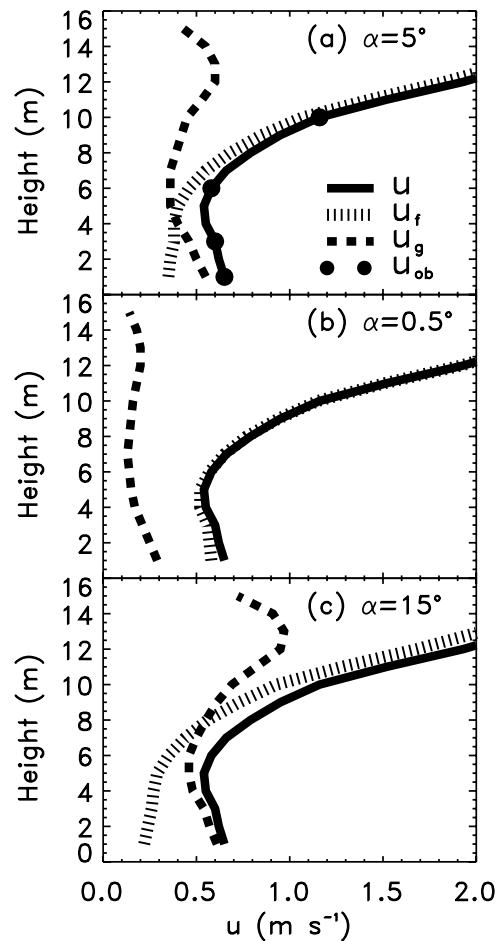 (a) α=5°
16
14
12
10
8
6
4
2
Height (m)
u
u_f
u_g
u_ob
(b) α=0.5°
16
14
12
10
8
6
4
2
Height (m)
(c) α=15°
16
14
12
10
8
6
4
2
0
Height (m)
0.0 0.5 1.0 1.5 2.0
u (m s⁻¹)